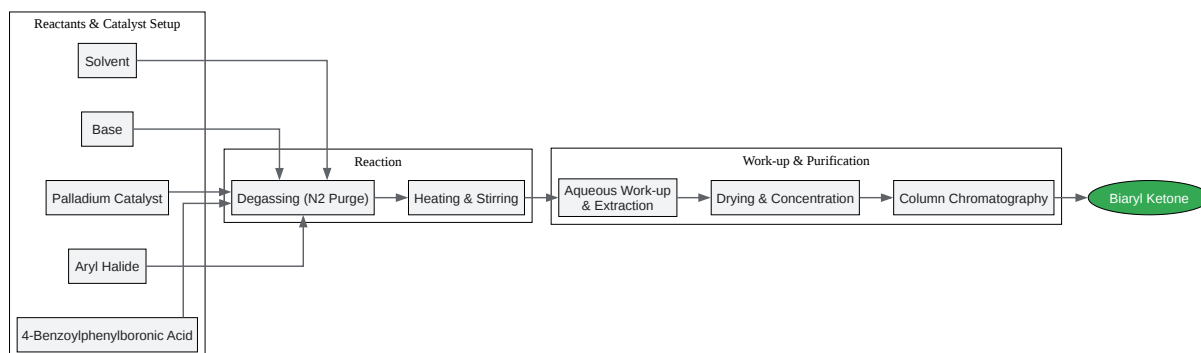 Reactants & Catalyst Setup
Solvent
Base
Palladium Catalyst
Aryl Halide
4-Benzoylphenylboronic Acid
Reaction
Degassing (N2 Purge)
Heating & Stirring
Work-up & Purification
Aqueous Work-up
& Extraction
Drying & Concentration
Column Chromatography
Biaryl Ketone